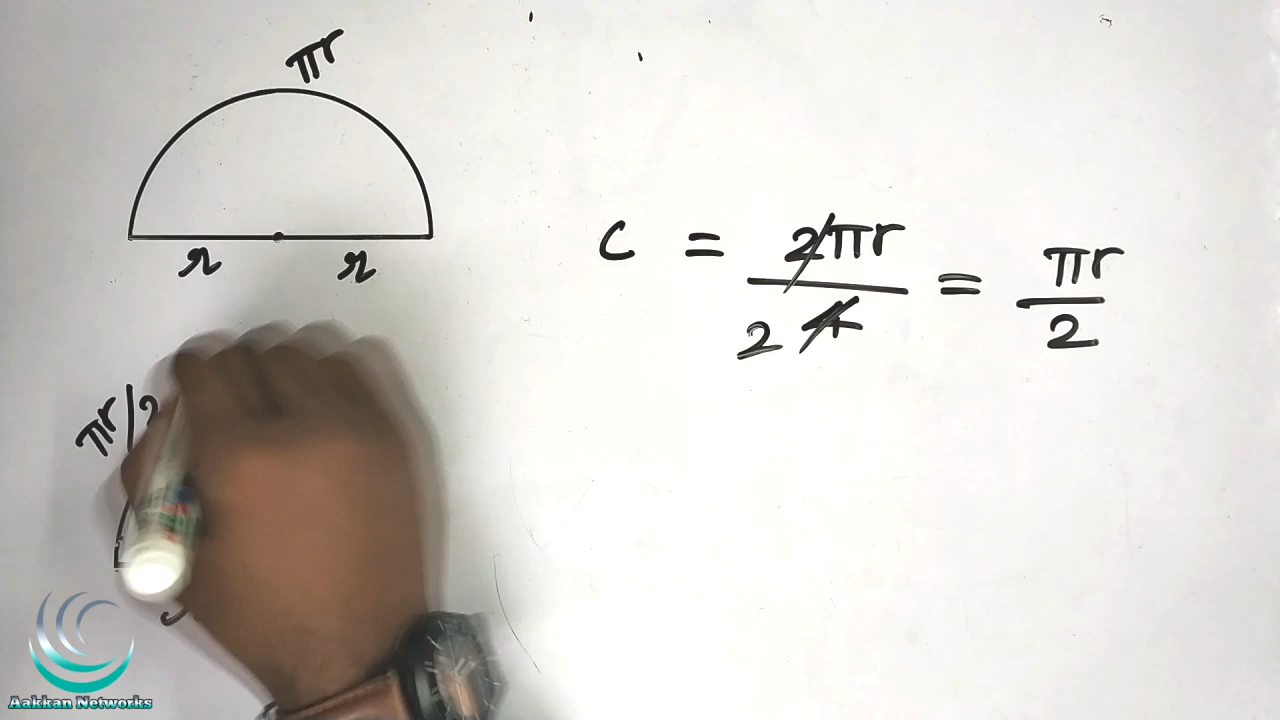 πr
r r
C = 2πr / 2 4 = πr / 2
πr/2
Aakkan Networks